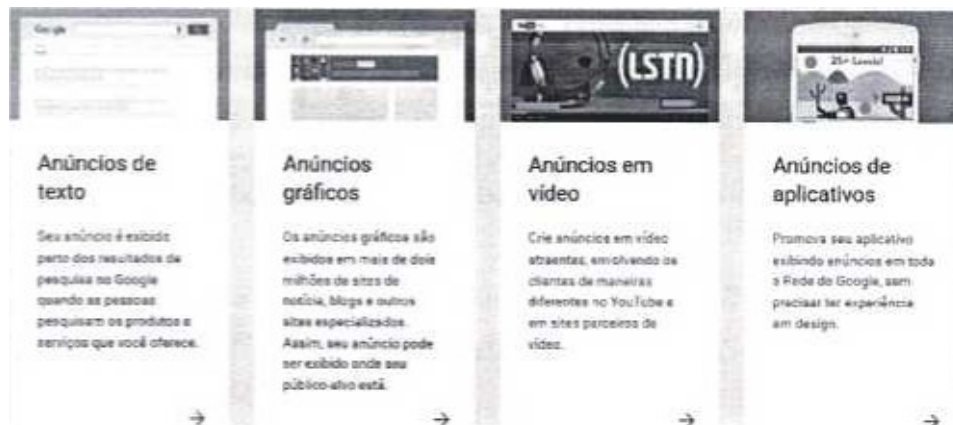 Google
(LSTN)
Anúncios de
texto
Seu anúncio é exibido
perto dos resultados da
pesquisa no Google
quando as pessoas
pesquisam os produtos e
serviços que você oferece.
Anúncios
gráficos
Os anúncios gráficos são
exibidos em mais de dois
milhões de sites de
notícia, blogs e outros
sites especializados.
Assim, seu anúncio pode
ser exibido onde seu
público-alvo está.
Anúncios em
vídeo
Crie anúncios em vídeo
atraentes, envolvendo os
clientes de maneiras
diferentes no YouTube e
em sites parceiros de
vídeo.
Anúncios de
aplicativos
Promova seu aplicativo
exibindo anúncios em toda
a Rede do Google, sem
precisar ter experiência
em design.